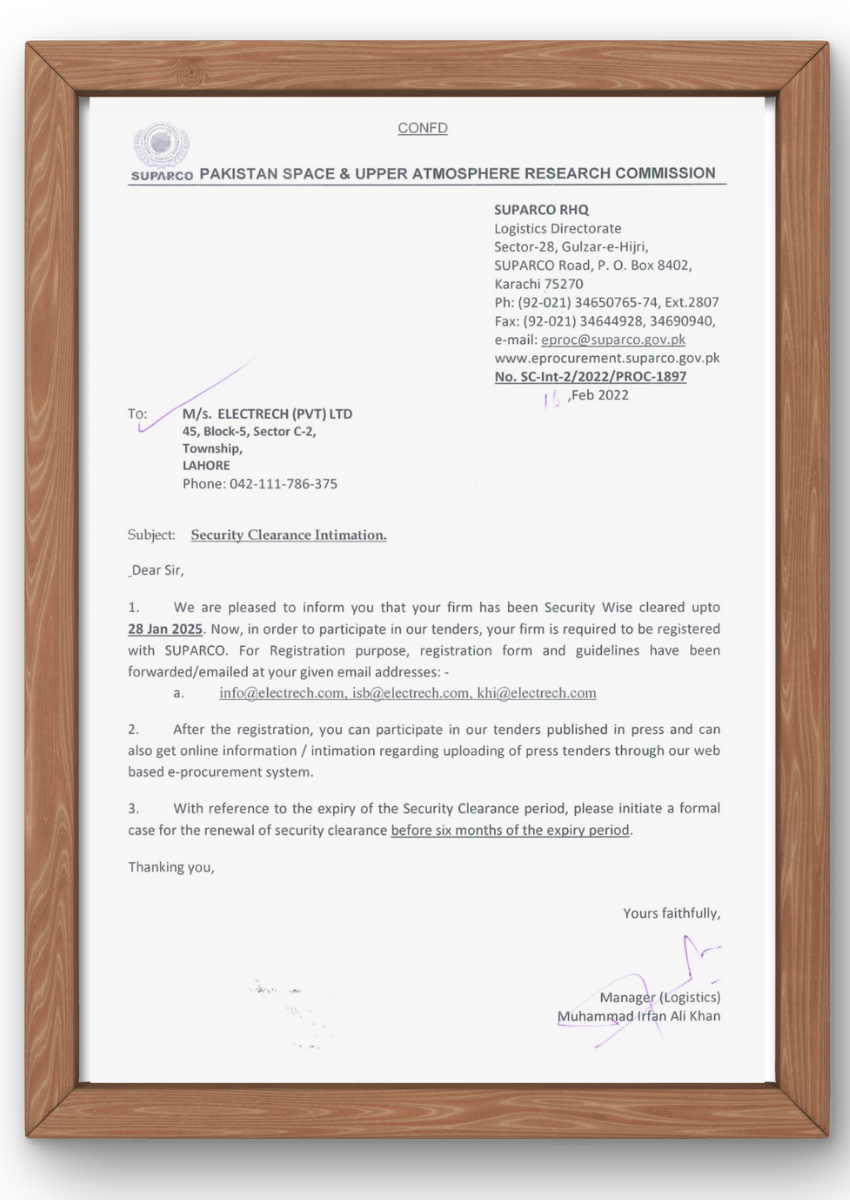 CONFD
SUPARCO PAKISTAN SPACE & UPPER ATMOSPHERE RESEARCH COMMISSION
SUPARCO RHQ
Logistics Directorate
Sector-28, Gulzar-e-Hijri,
SUPARCO Road, P. O. Box 8402,
Karachi 75270
Ph: (92-021) 34650765-74, Ext.2807
Fax: (92-021) 34644928, 34690940,
e-mail: eproc@suparco.gov.pk
www.eprocurement.suparco.gov.pk
No. SC-Int-2/2022/PROC-1897
,Feb 2022
To: M/s. ELECTRECH (PVT) LTD
45, Block-5, Sector C-2,
Township,
LAHORE
Phone: 042-111-786-375
Subject: Security Clearance Intimation.
Dear Sir,
1. We are pleased to inform you that your firm has been Security Wise cleared upto
28 Jan 2025. Now, in order to participate in our tenders, your firm is required to be registered
with SUPARCO. For Registration purpose, registration form and guidelines have been
forwarded/emailed at your given email addresses: -
a. info@electrech.com, isb@electrech.com, khi@electrech.com
2. After the registration, you can participate in our tenders published in press and can
also get online information / intimation regarding uploading of press tenders through our web
based e-procurement system.
3. With reference to the expiry of the Security Clearance period, please initiate a formal
case for the renewal of security clearance before six months of the expiry period.
Thanking you,
Yours faithfully,
Manager (Logistics)
Muhammad Irfan Ali Khan